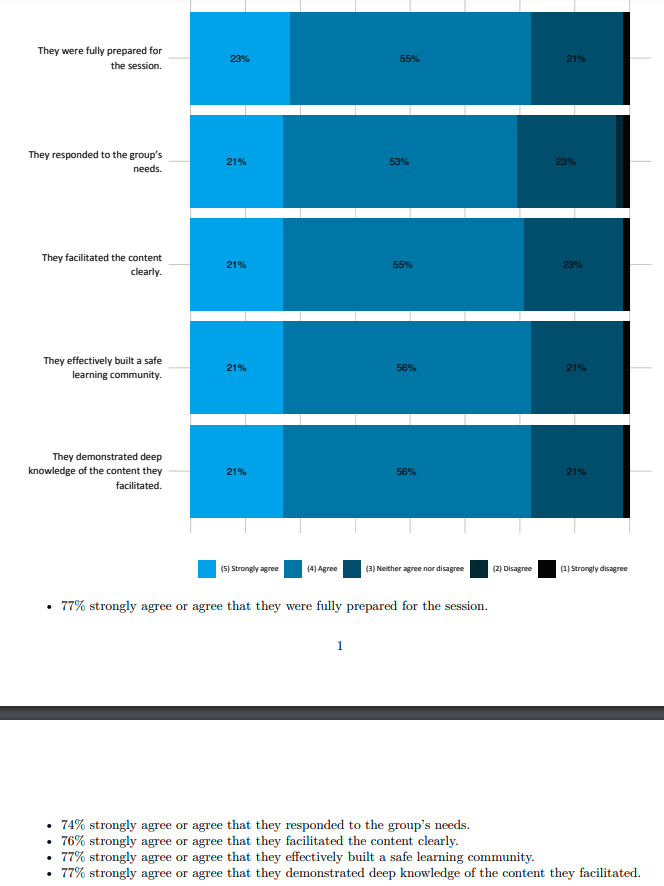 They were fully prepared for
the session.
23% 55% 21%
They responded to the group's
needs.
21% 53% 23%
They facilitated the content
clearly.
21% 55% 23%
They effectively built a safe
learning community.
21% 56% 21%
They demonstrated deep
knowledge of the content they
facilitated.
21% 56% 21%
(5) Strongly agree (4) Agree (3) Neither agree nor disagree (2) Disagree (1) Strongly disagree
• 77% strongly agree or agree that they were fully prepared for the session.
1
• 74% strongly agree or agree that they responded to the group's needs.
• 76% strongly agree or agree that they facilitated the content clearly.
• 77% strongly agree or agree that they effectively built a safe learning community.
• 77% strongly agree or agree that they demonstrated deep knowledge of the content they facilitated.